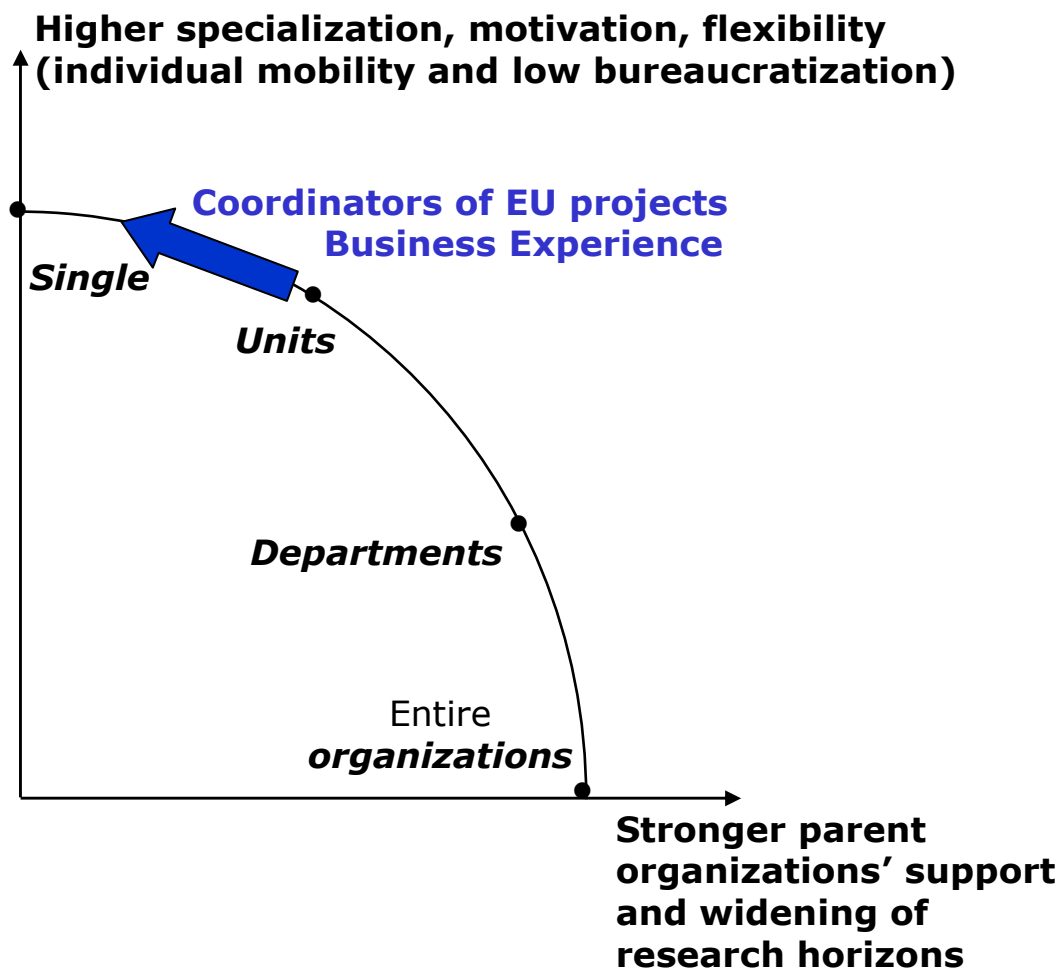 Higher specialization, motivation, flexibility
(individual mobility and low bureaucratization)
Coordinators of EU projects
Business Experience
Single
Units
Departments
Entire
organizations
Stronger parent
organizations’ support
and widening of
research horizons